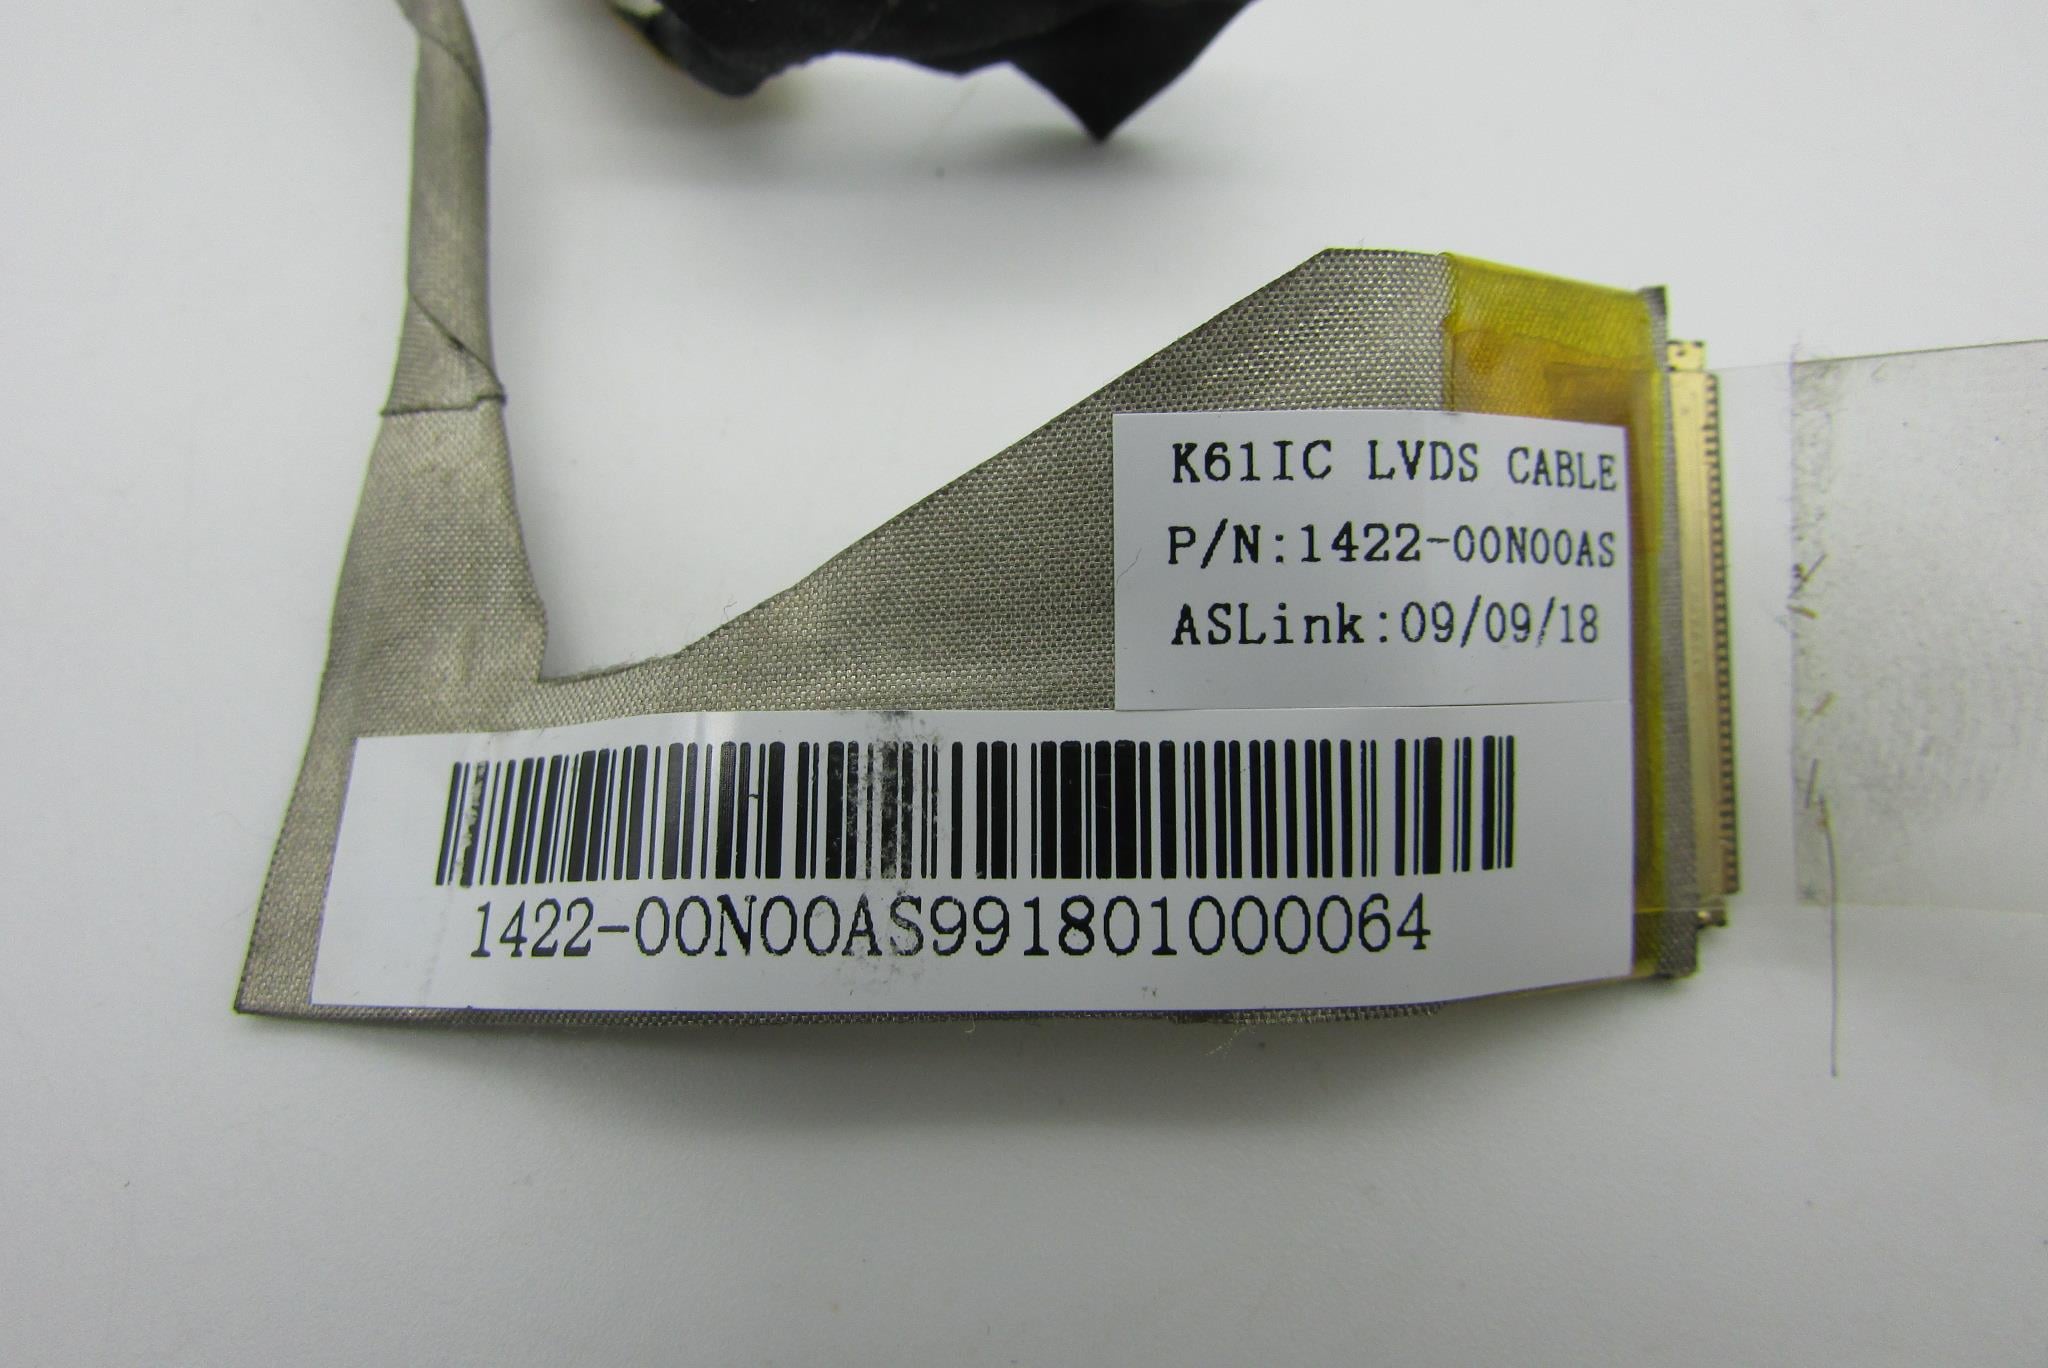 K61IC LVDS CABLE
P/N:1422-00N00AS
ASLink:09/09/18
1422-00N00AS991801000064